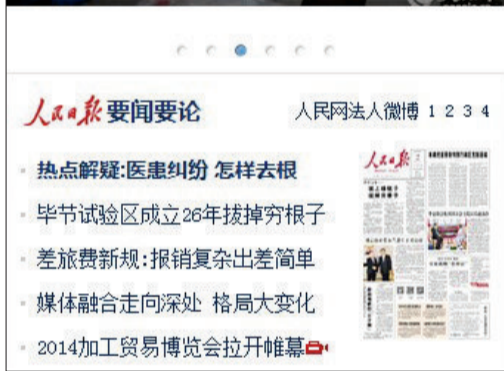 人民日报 要闻要论
人民网法人微博 1 2 3 4
热点解疑:医患纠纷 怎样去根
人民日报
毕节试验区成立26年拔掉穷根子
差旅费新规:报销复杂出差简单
媒体融合走向深处 格局大变化
2014加工贸易博览会拉开帷幕